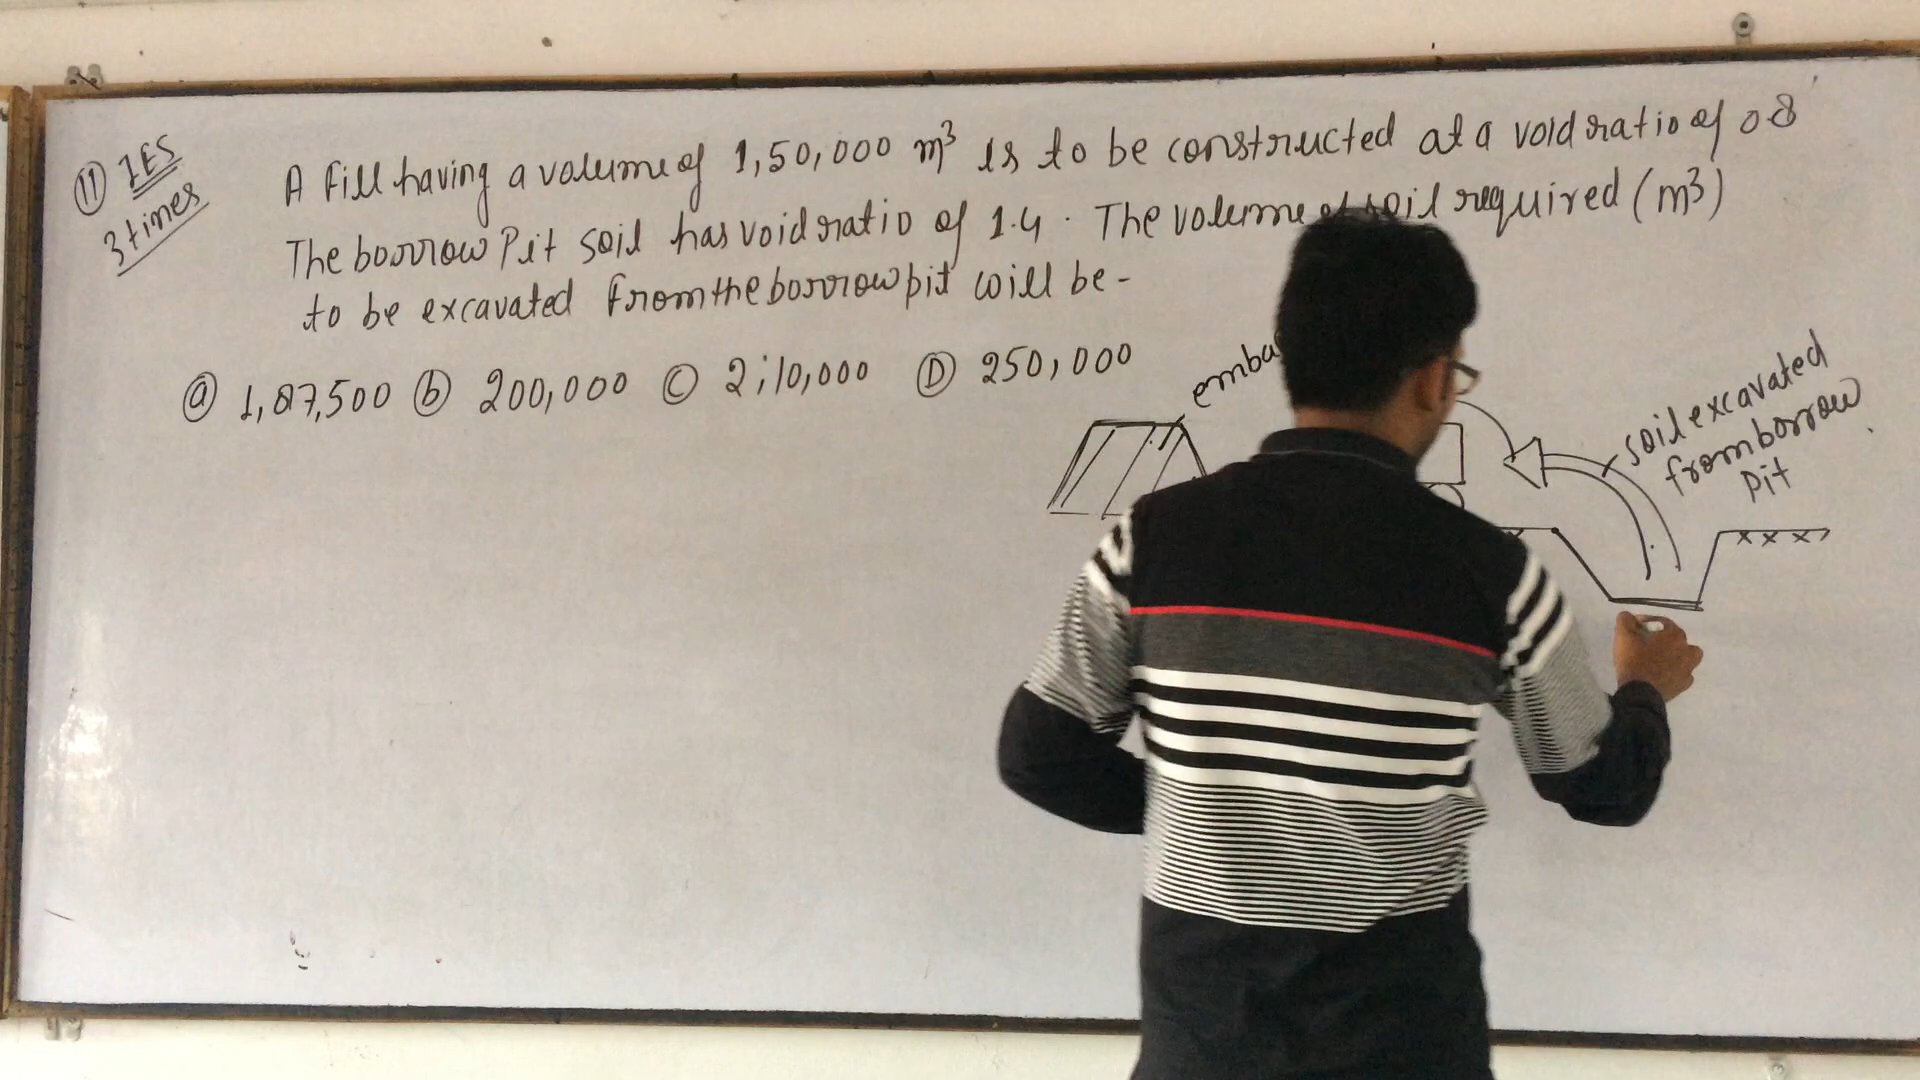 11 IES
3 times
A fill having a volume of 1,50,000 m³ is to be constructed at a void ratio of 0.8
The borrow Pit soil has void ratio of 1.4. The volume of soil required (m³)
to be excavated from the borrow pit will be-
(a) 1,87,500 (b) 200,000 (c) 2,10,000 (D) 250,000
soil excavated
from borrow
pit